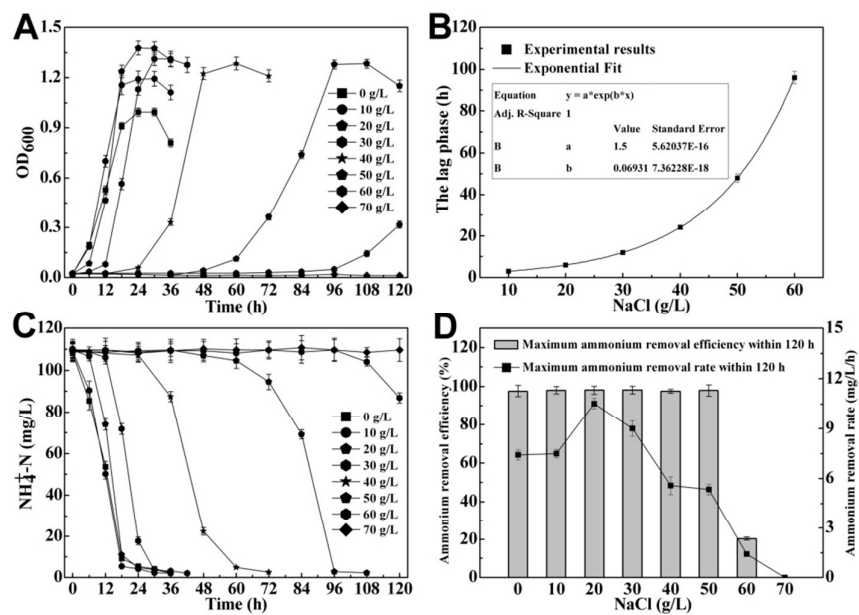 A
1.5
1.2
0.9
0.6
0.3
0.0
OD600
0 g/L
10 g/L
20 g/L
30 g/L
40 g/L
50 g/L
60 g/L
70 g/L
0 12 24 36 48 60 72 84 96 108 120
Time (h)
B
120
100
80
60
40
20
0
The lag phase (h)
Experimental results
Exponential Fit
Equation y = a*exp(b*x)
Adj. R-Square 1
Value Standard Error
B a 1.5 5.62037E-16
B b 0.06931 7.36228E-18
10 20 30 40 50 60
NaCl (g/L)
C
120
100
80
60
40
20
0
NH4+-N (mg/L)
0 g/L
10 g/L
20 g/L
30 g/L
40 g/L
50 g/L
60 g/L
70 g/L
0 12 24 36 48 60 72 84 96 108 120
Time (h)
D
120
100
80
60
40
20
0
Ammonium removal efficiency (%)
Maximum ammonium removal efficiency within 120 h
Maximum ammonium removal rate within 120 h
15
12
9
6
3
0
Ammonium removal rate (mg/L/h)
0 10 20 30 40 50 60 70
NaCl (g/L)